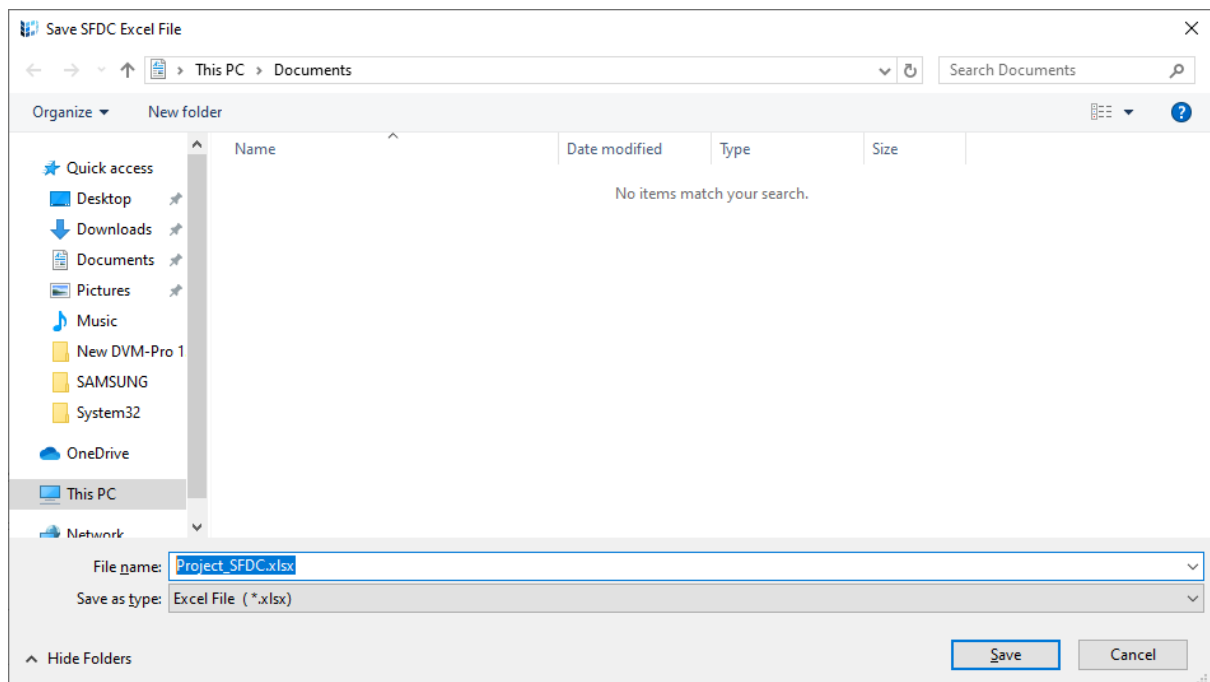 Save SFDC Excel File
This PC > Documents
Search Documents
Organize
New folder
Name
Date modified
Type
Size
No items match your search.
Quick access
Desktop
Downloads
Documents
Pictures
Music
New DVM-Pro 1
SAMSUNG
System32
OneDrive
This PC
Network
File name: Project_SFDC.xlsx
Save as type: Excel File ( *.xlsx)
Hide Folders
Save
Cancel